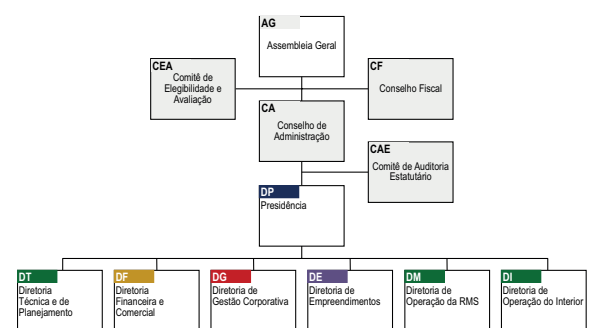 AG
Assembleia Geral
CEA
Comitê de
Elegibilidade e
Avaliação
CF
Conselho Fiscal
CA
Conselho de
Administração
CAE
Comitê de Auditoria
Estatutário
DP
Presidência
DT
Diretoria
Técnica e de
Planejamento
DF
Diretoria
Financeira e
Comercial
DG
Diretoria de
Gestão Corporativa
DE
Diretoria de
Empreendimentos
DM
Diretoria de
Operação da RMS
DI
Diretoria de
Operação do Interior